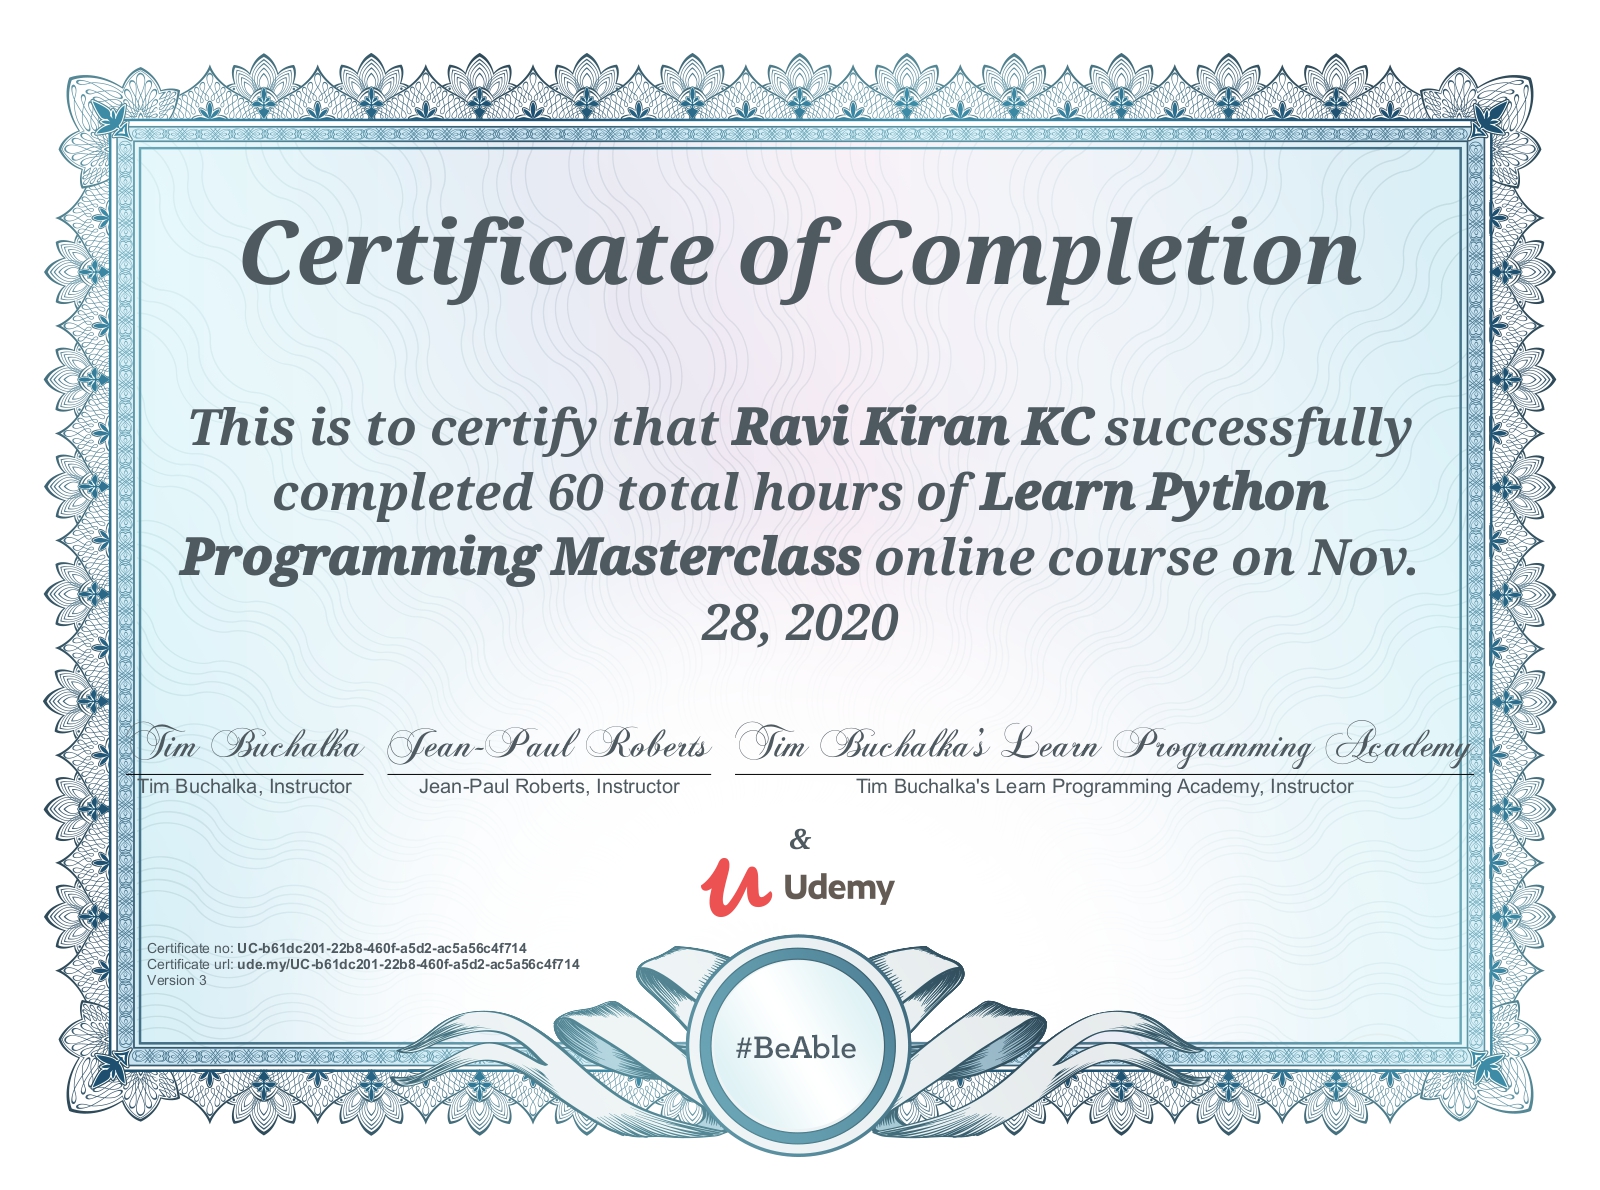 Certificate of Completion
This is to certify that Ravi Kiran KC successfully
completed 60 total hours of Learn Python
Programming Masterclass online course on Nov.
28, 2020
Tim Buchalka Jean-Paul Roberts Tim Buchalka's Learn Programming Academy
Tim Buchalka, Instructor Jean-Paul Roberts, Instructor Tim Buchalka's Learn Programming Academy, Instructor
&
Udemy
Certificate no: UC-b61dc201-22b8-460f-a5d2-ac5a56c4f714
Certificate url: ude.my/UC-b61dc201-22b8-460f-a5d2-ac5a56c4f714
Version 3
#BeAble